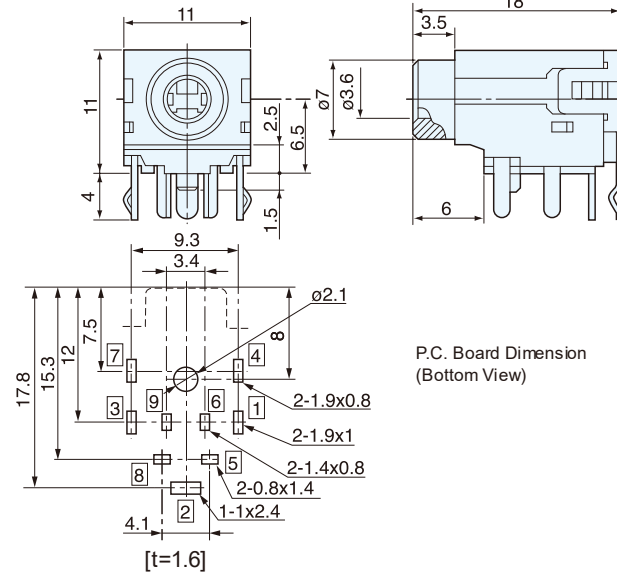 11
11
4
2.5
6.5
1.5
18
3.5
ø7
ø3.6
6
9.3
3.4
ø2.1
17.8
15.3
12
7.5
8
P.C. Board Dimension
(Bottom View)
7
4
9
6
2-1.9x0.8
3
1
2-1.9x1
2-1.4x0.8
8
5
2-0.8x1.4
2
1-1x2.4
4.1
[t=1.6]